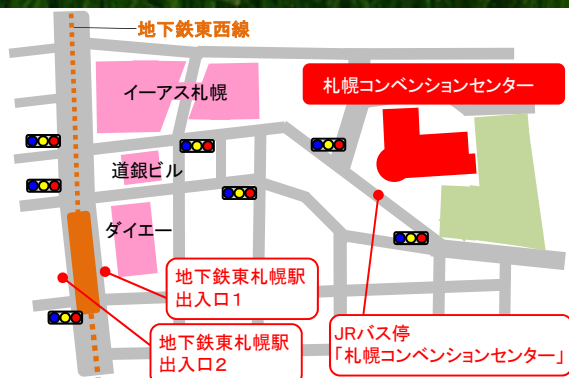 地下鉄東西線
イーアス札幌
札幌コンベンションセンター
道銀ビル
ダイエー
地下鉄東札幌駅
出入口1
地下鉄東札幌駅
出入口2
JRバス停
「札幌コンベンションセンター」